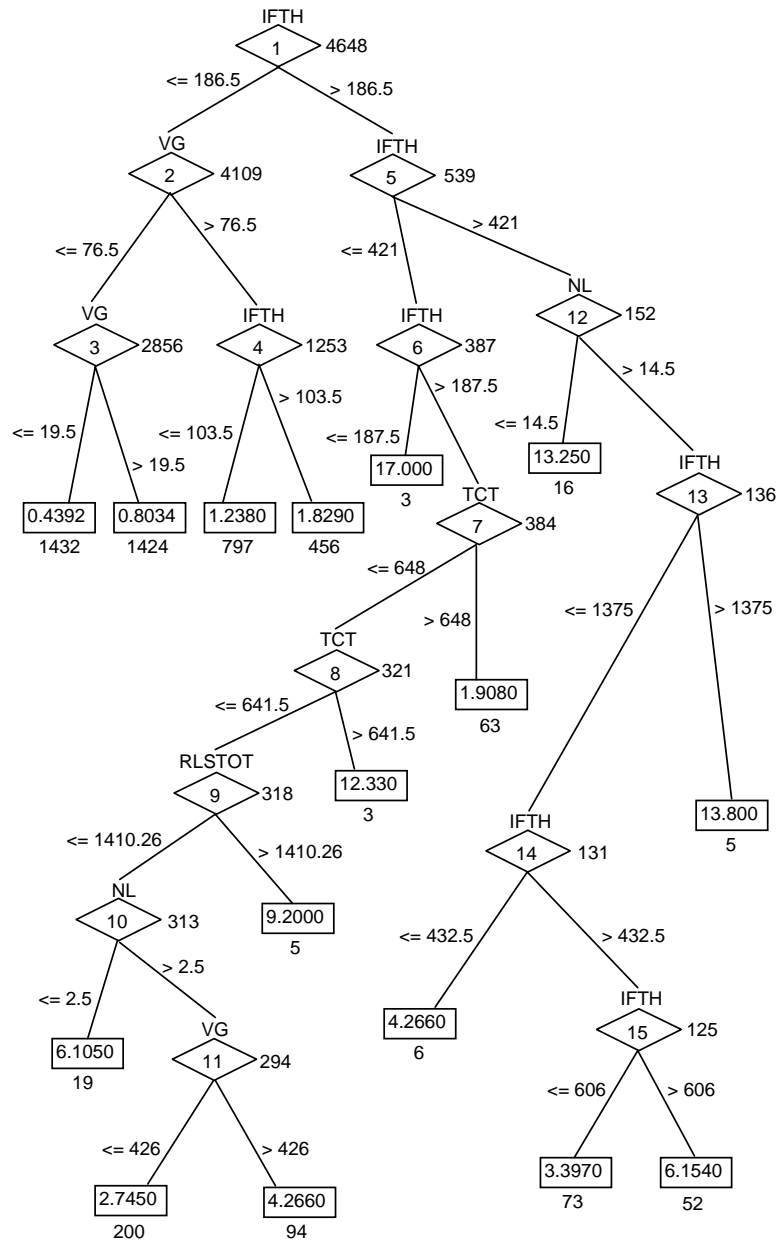 IFTH
1 4648
<= 186.5 > 186.5
VG IFTH
2 4109 5 539
<= 76.5 > 76.5 <= 421 > 421
NL
VG IFTH IFTH 12 152
3 2856 4 1253 6 387
<= 19.5 > 19.5 <= 103.5 > 103.5 <= 187.5 > 187.5 <= 14.5 > 14.5
17.000 13.250 IFTH
3 16 13 136
0.4392 0.8034 1.2380 1.8290 TCT
1432 1424 797 456 7 384
<= 648 > 648 <= 1375 > 1375
TCT
8 321 1.9080
<= 641.5 > 641.5 63
RLSTOT 12.330
9 318 3 13.800
<= 1410.26 > 1410.26 IFTH 5
14 131
NL
10 313 9.2000
5
<= 2.5 > 2.5 <= 432.5 > 432.5
6.1050 VG 4.2660 IFTH
19 11 294 6 15 125
<= 426 > 426 <= 606 > 606
2.7450 4.2660 3.3970 6.1540
200 94 73 52